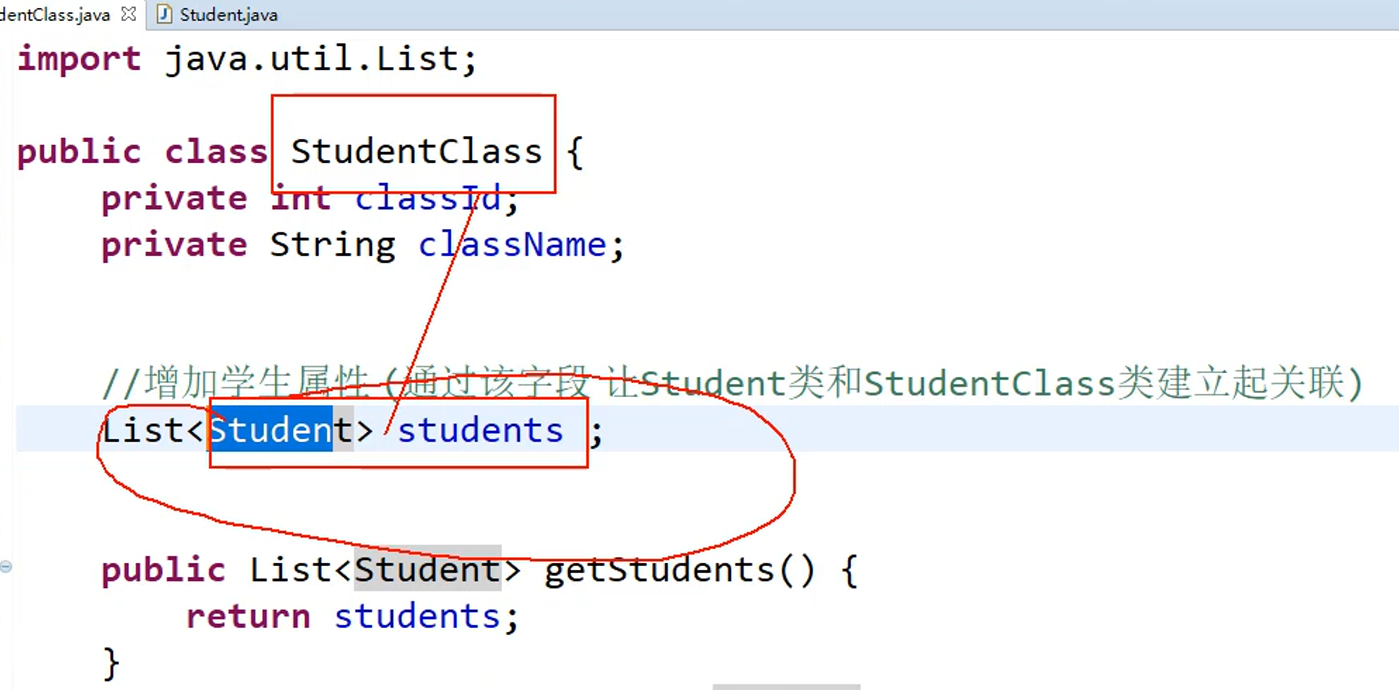 dentClass.java Student.java
import java.util.List;
public class StudentClass {
private int classId;
private String className;
//增加学生属性 (通过该字段 让Student类和StudentClass类建立起关联)
List<Student> students ;
public List<Student> getStudents() {
return students;
}